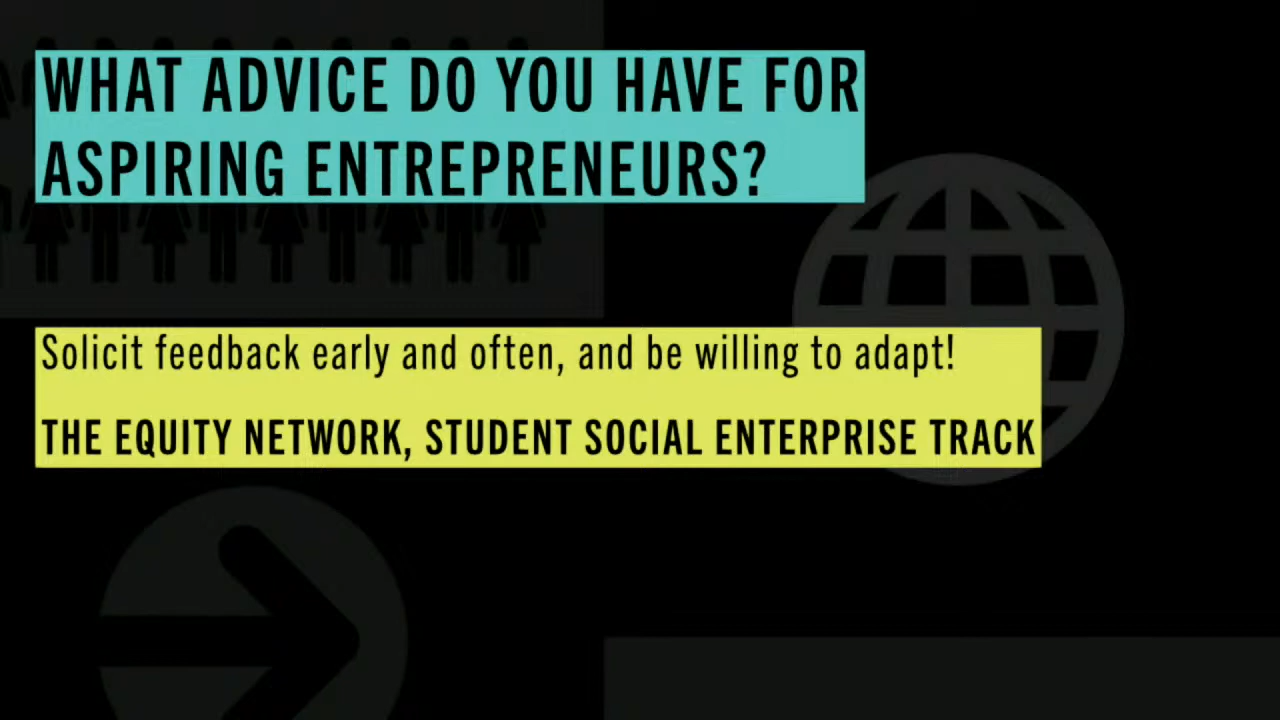 WHAT ADVICE DO YOU HAVE FOR
ASPIRING ENTREPRENEURS?
Solicit feedback early and often, and be willing to adapt!
THE EQUITY NETWORK, STUDENT SOCIAL ENTERPRISE TRACK